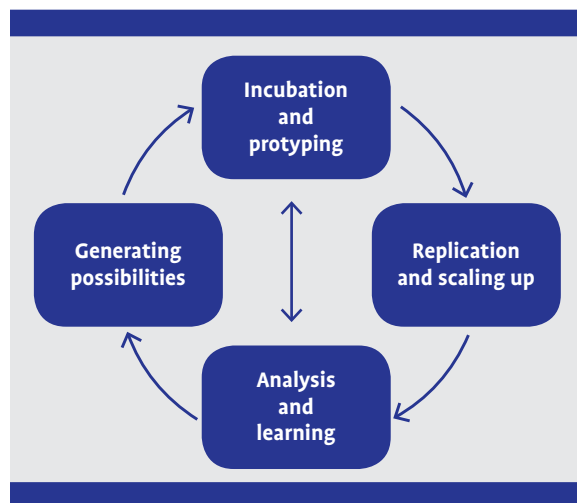 Incubation
and
protyping
Generating
possibilities
Replication
and scaling up
Analysis
and
learning